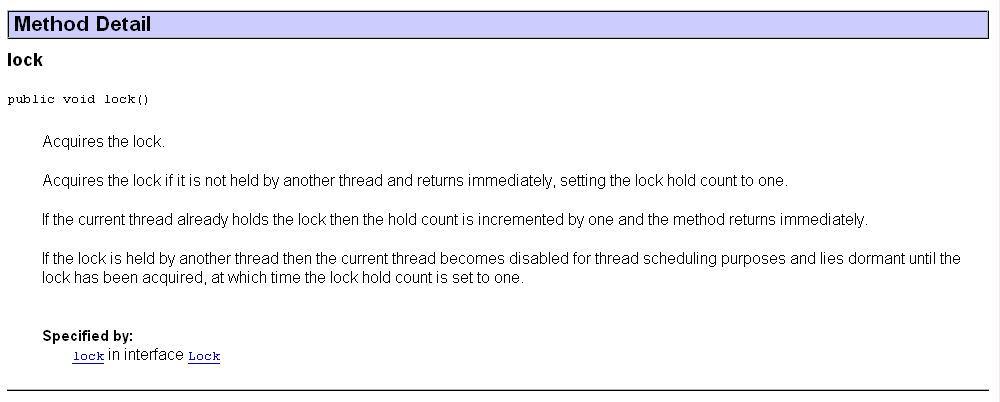 Method Detail
lock
public void lock()
Acquires the lock.
Acquires the lock if it is not held by another thread and returns immediately, setting the lock hold count to one.
If the current thread already holds the lock then the hold count is incremented by one and the method returns immediately.
If the lock is held by another thread then the current thread becomes disabled for thread scheduling purposes and lies dormant until the
lock has been acquired, at which time the lock hold count is set to one.
Specified by:
lock in interface Lock